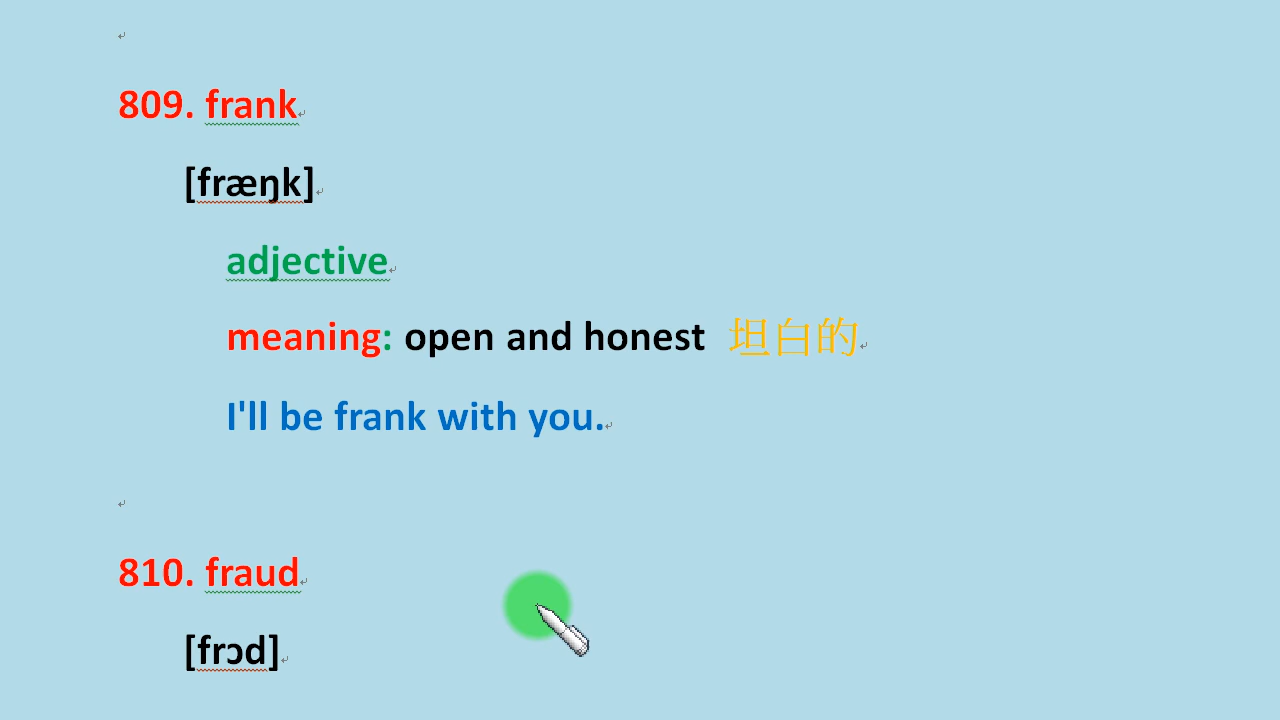 809. frank
[fræŋk]
adjective
meaning: open and honest 坦白的
I'll be frank with you.
810. fraud
[frɔd]